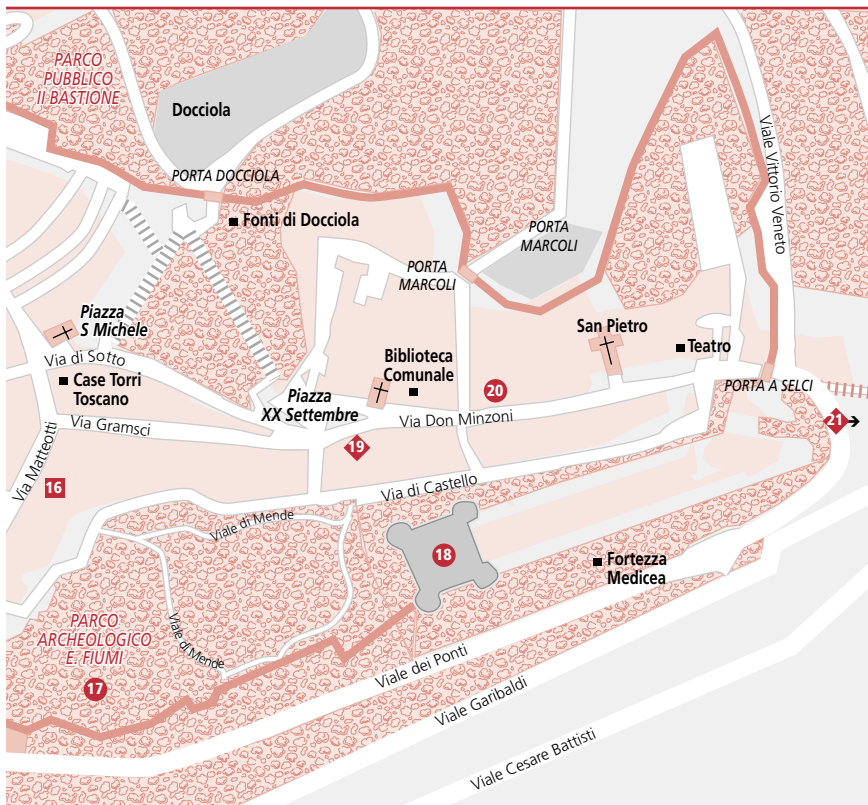 PARCO
PUBBLICO
II BASTIONE
Docciola
PORTA DOCCIOLA
Fonti di Docciola
Viale Vittorio Veneto
PORTA
MARCOLI
PORTA
MARCOLI
Piazza
S Michele
San Pietro
Teatro
Via di Sotto
Biblioteca
Comunale
Case Torri
Toscano
Piazza
XX Settembre
20
PORTA A SELCI
Via Gramsci
Via Don Minzoni
21
19
Via Matteotti
16
Via di Castello
Viale di Mende
18
Fortezza
Medicea
PARCO
ARCHEOLOGICO
E. FIUMI
Viale di Mende
17
Viale dei Ponti
Viale Garibaldi
Viale Cesare Battisti